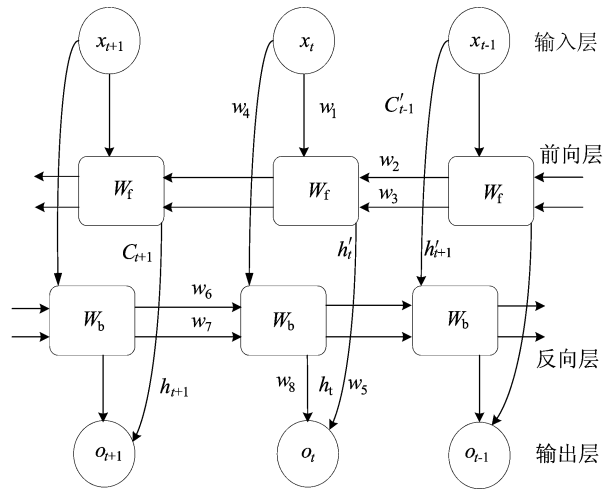 x_{t+1} x_t x_{t-1} 输入层
w_4 w_1 C'_{t-1}
前向层
w_2
W_f W_f w_3 W_f
C_{t+1} h'_t h'_{t+1}
w_6
W_b w_7 W_b W_b
反向层
h_{t+1} w_8 h_t w_5
o_{t+1} o_t o_{t-1} 输出层